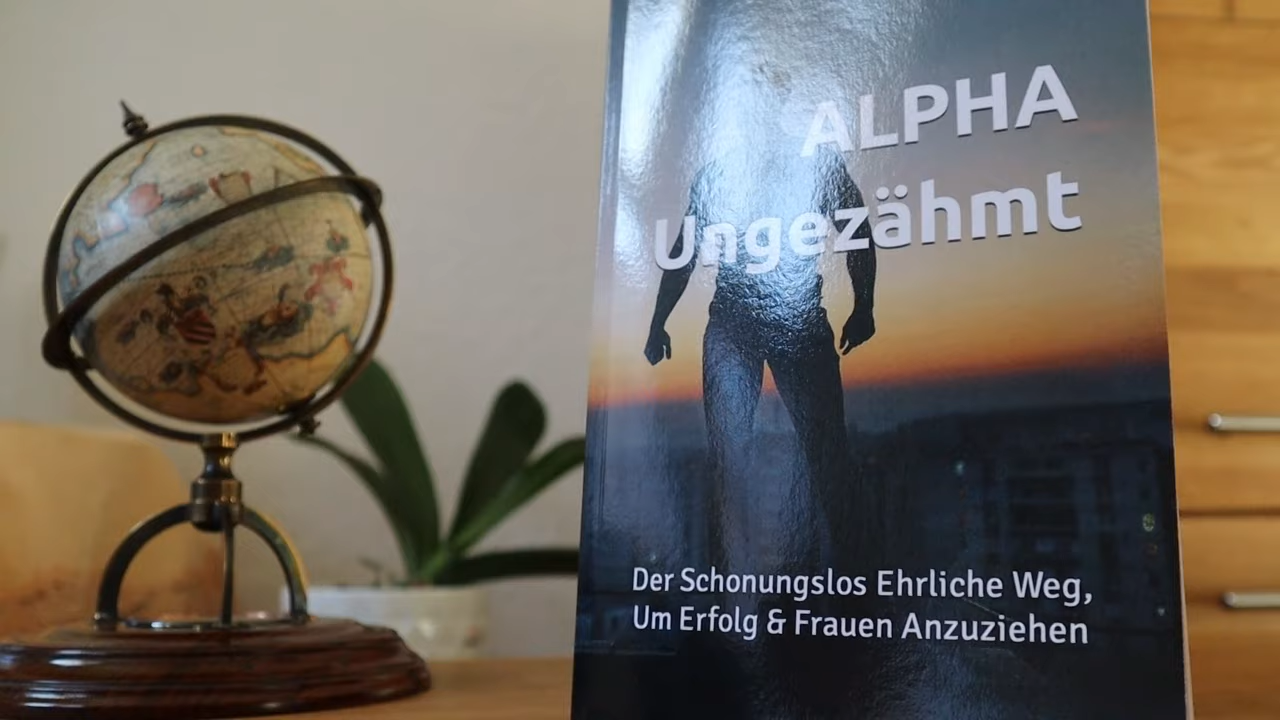 ALPHA
Ungezähmt
Der Schonungslos Ehrliche Weg,
Um Erfolg & Frauen Anzuziehen